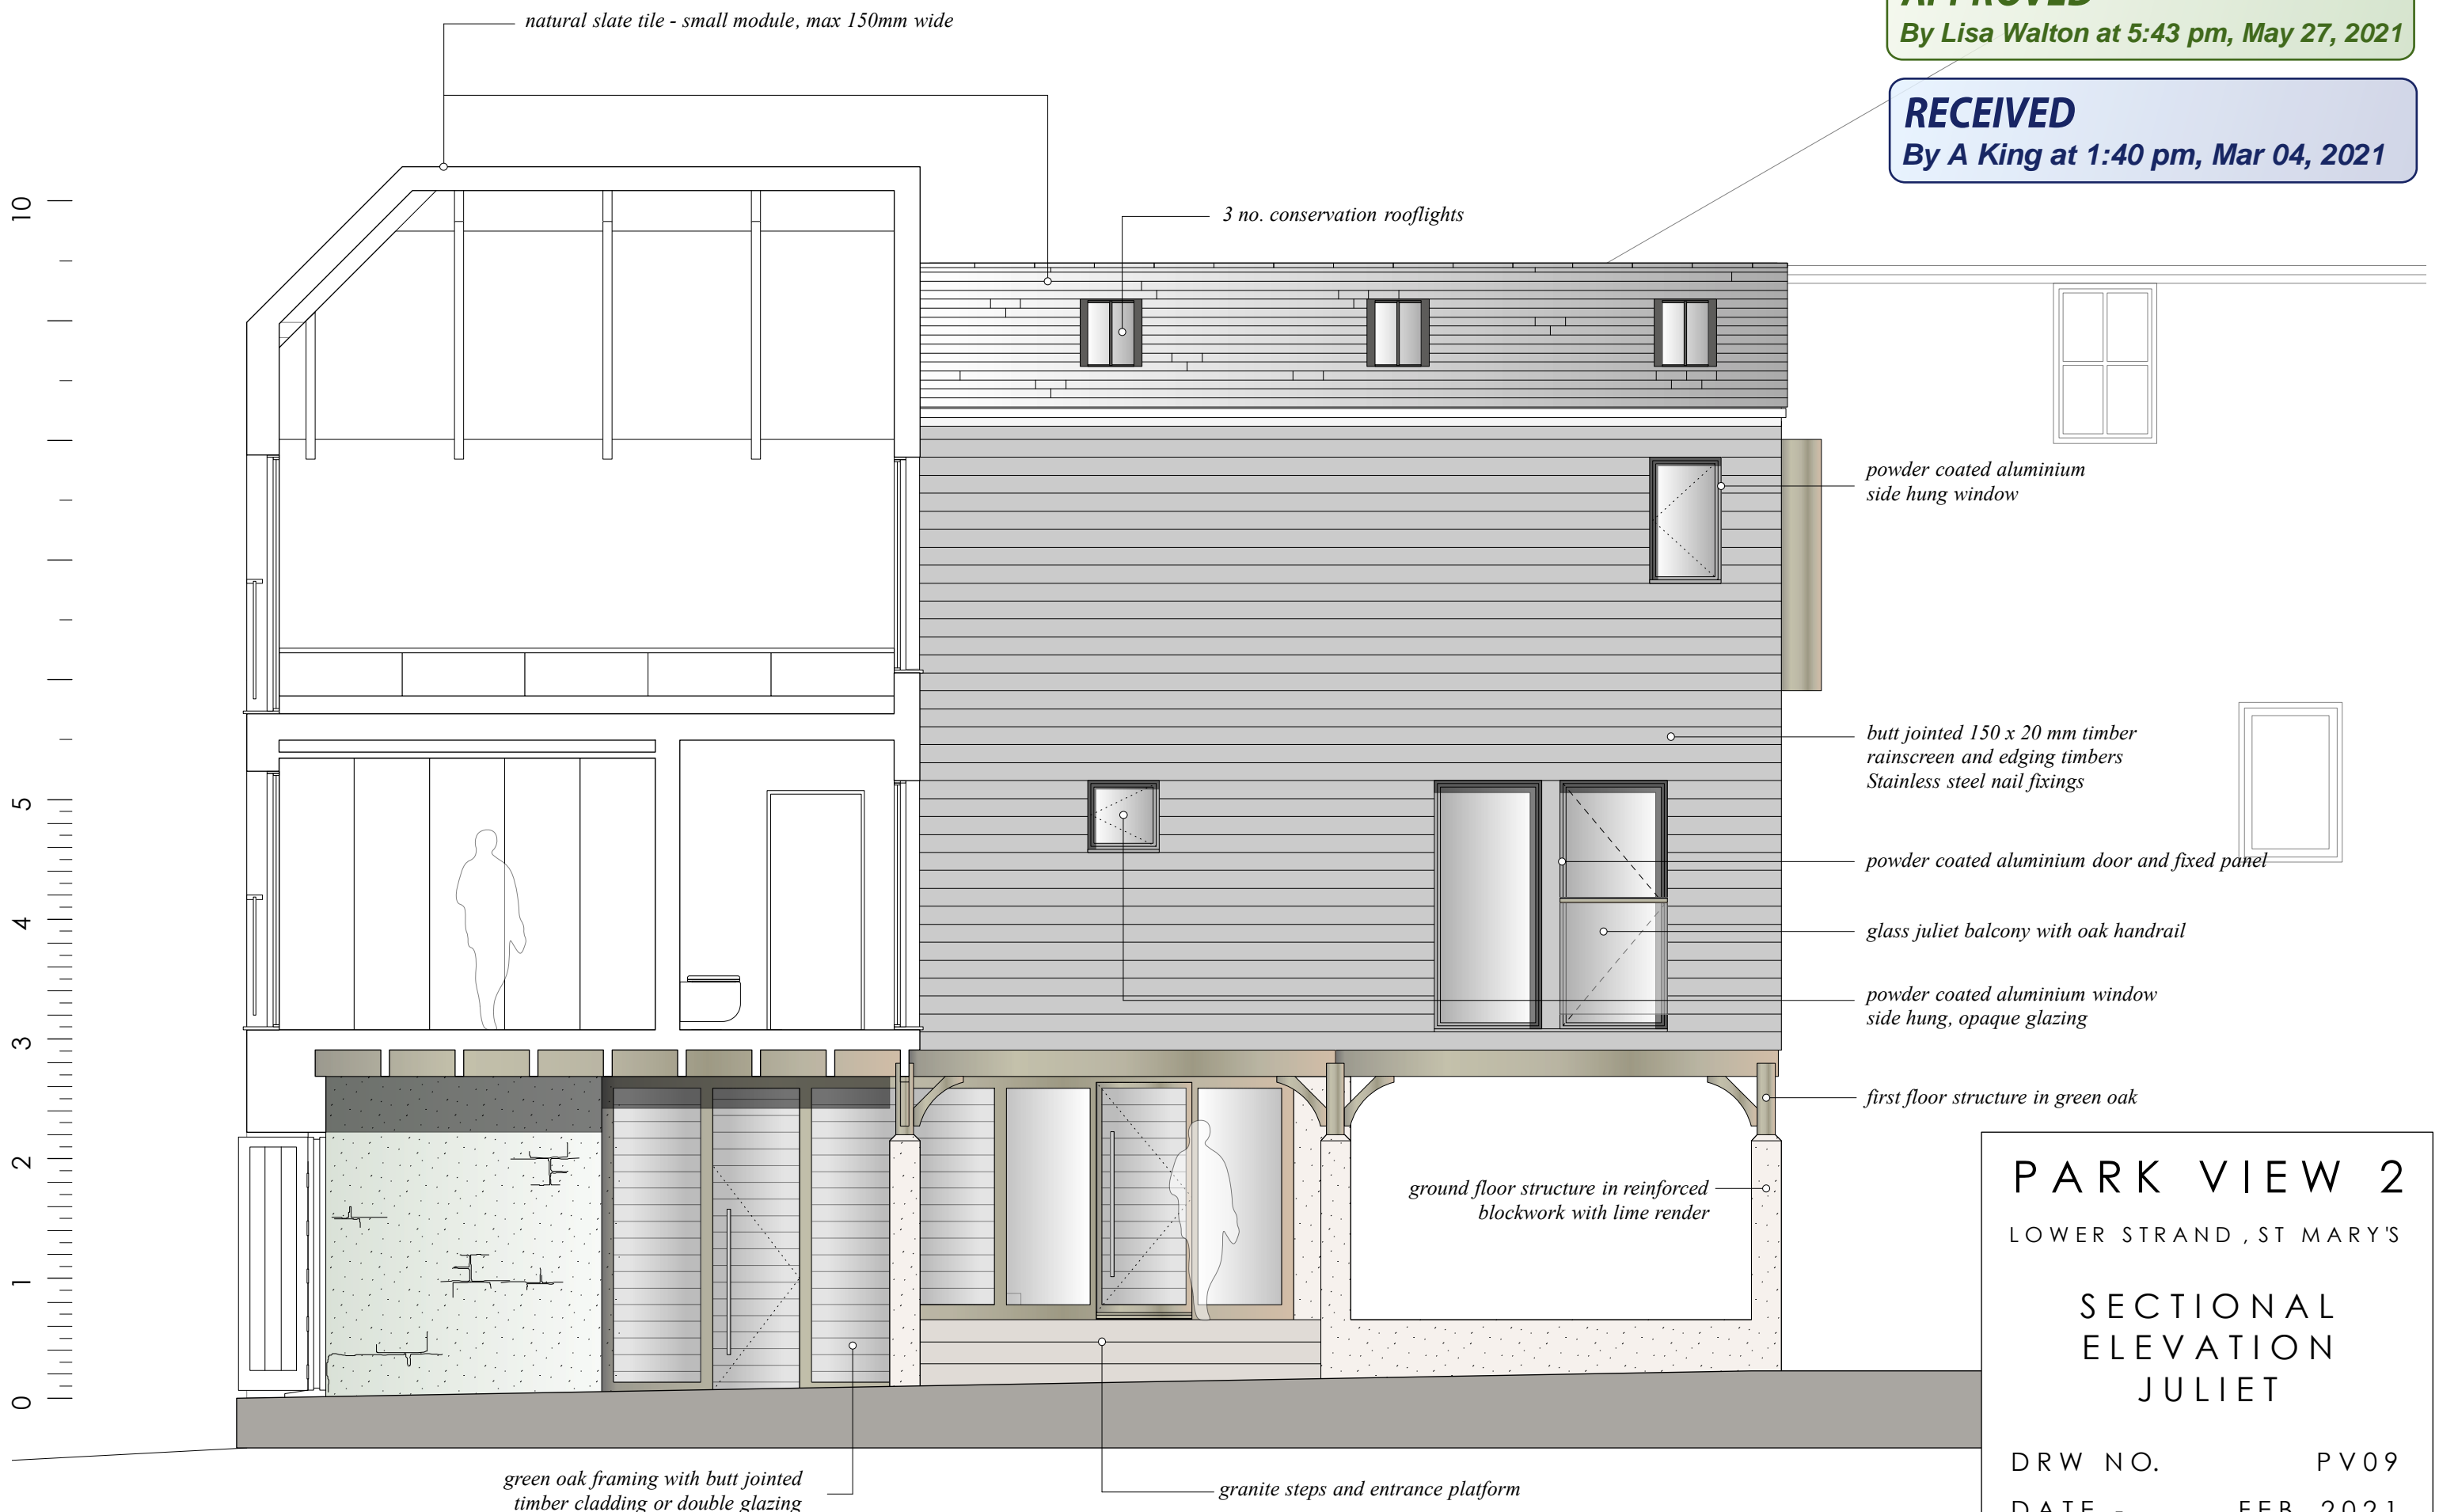 natural slate tile - small module, max 150mm wide
APPROVED
By Lisa Walton at 5:43 pm, May 27, 2021
RECEIVED
By A King at 1:40 pm, Mar 04, 2021
10
3 no. conservation rooflights
powder coated aluminium
side hung window
butt jointed 150 x 20 mm timber
rainscreen and edging timbers
Stainless steel nail fixings
5
powder coated aluminium door and fixed panel
4
glass juliet balcony with oak handrail
powder coated aluminium window
side hung, opaque glazing
3
first floor structure in green oak
2
ground floor structure in reinforced
blockwork with lime render
1
0
green oak framing with butt jointed
timber cladding or double glazing
granite steps and entrance platform
PARK VIEW 2
LOWER STRAND , ST MARY'S
SECTIONAL
ELEVATION
JULIET
DRW NO. PV09
DATE - FEB 2021